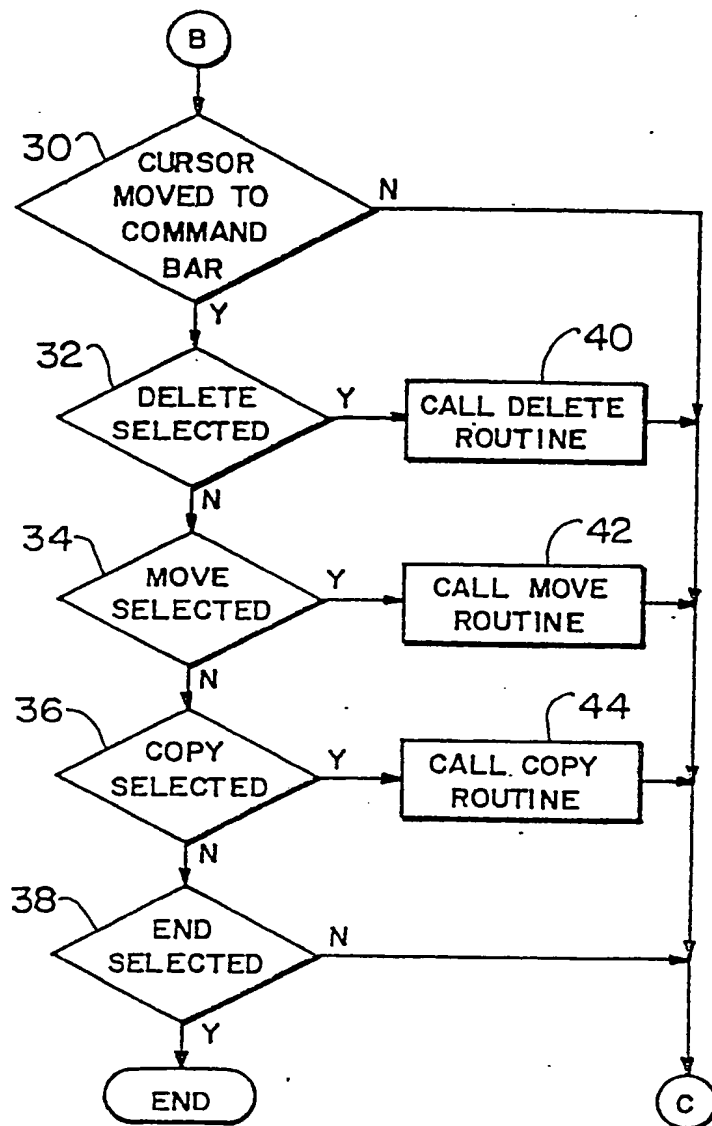 B
30
CURSOR
MOVED TO
COMMAND
BAR
N
Y
32
DELETE
SELECTED
Y
40
CALL DELETE
ROUTINE
N
34
MOVE
SELECTED
Y
42
CALL MOVE
ROUTINE
N
36
COPY
SELECTED
Y
44
CALL COPY
ROUTINE
N
38
END
SELECTED
N
Y
END
C